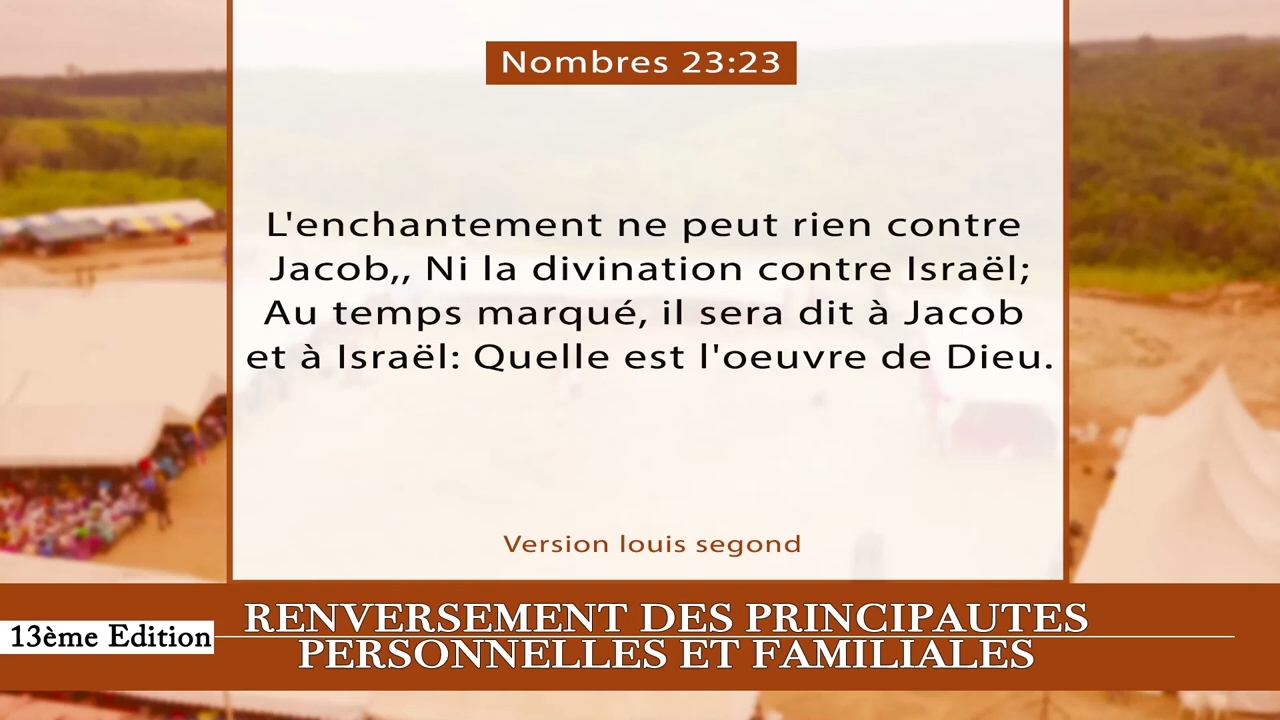 Nombres 23:23
L'enchantement ne peut rien contre
Jacob,, Ni la divination contre Israël;
Au temps marqué, il sera dit à Jacob
et à Israël: Quelle est l'oeuvre de Dieu.
Version louis segond
13ème Edition
RENVERSEMENT DES PRINCIPAUTES
PERSONNELLES ET FAMILIALES